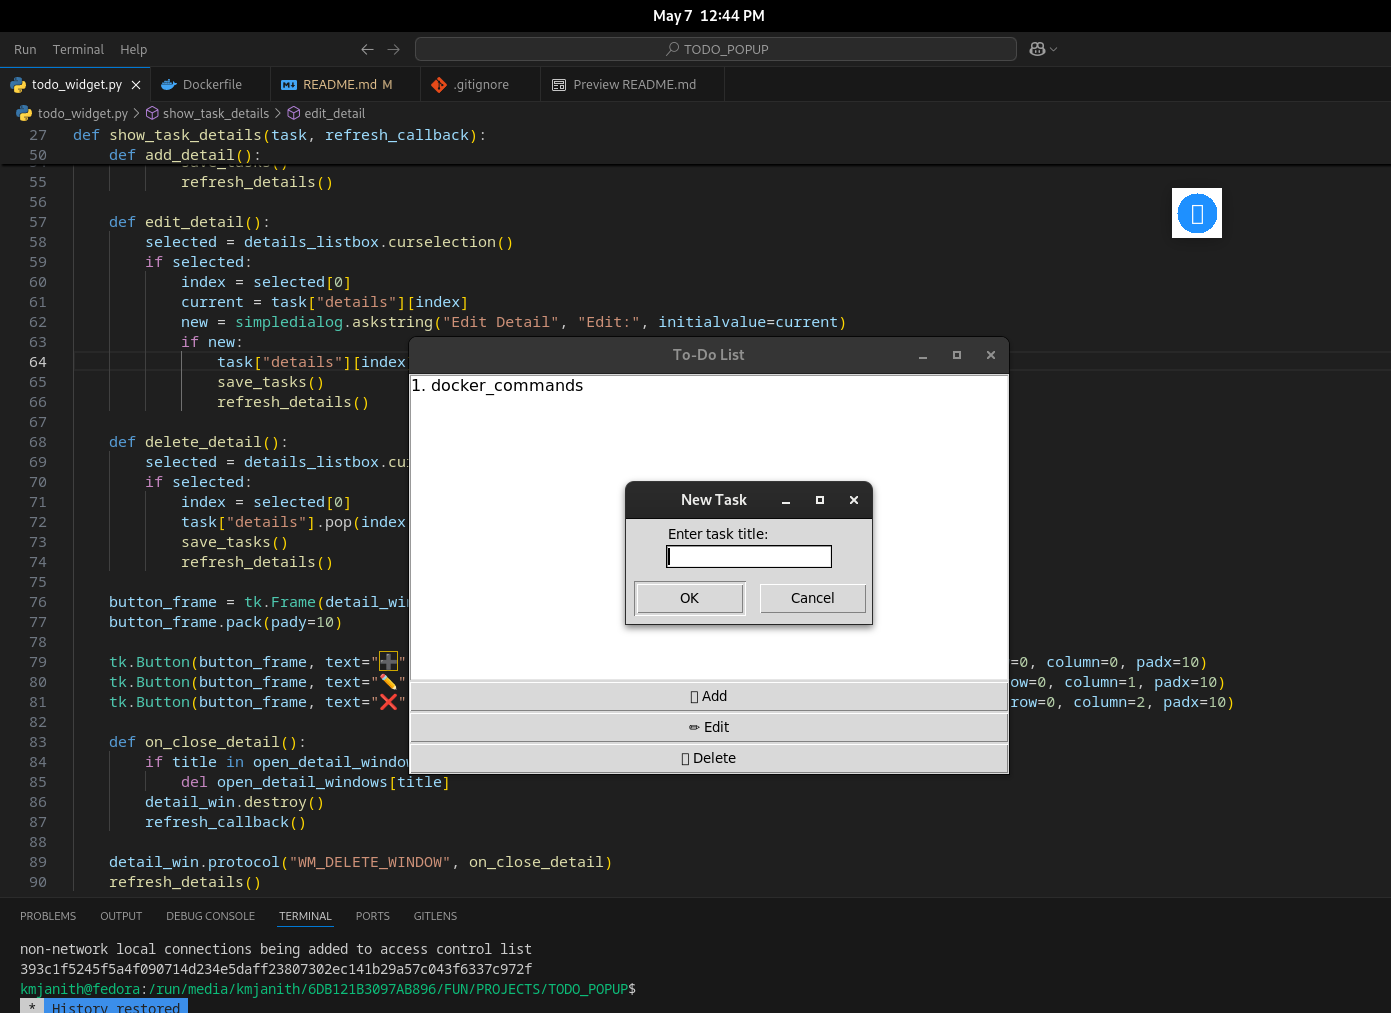 May 7  12:44 PM
Run Terminal Help ← → TODO_POPUP
todo_widget.py × Dockerfile README.md M .gitignore Preview README.md
todo_widget.py > show_task_details > edit_detail
27 def show_task_details(task, refresh_callback):
50 def add_detail():
55 refresh_details()
56
57 def edit_detail():
58 selected = details_listbox.curselection()
59 if selected:
60 index = selected[0]
61 current = task["details"][index]
62 new = simpledialog.askstring("Edit Detail", "Edit:", initialvalue=current)
63 if new:
64 task["details"][index
65 save_tasks()
66 refresh_details()
67
68 def delete_detail():
69 selected = details_listbox.cu
70 if selected:
71 index = selected[0]
72 task["details"].pop(index
73 save_tasks()
74 refresh_details()
75
76 button_frame = tk.Frame(detail_wi
77 button_frame.pack(pady=10)
78
79 tk.Button(button_frame, text="➕" =0, column=0, padx=10)
80 tk.Button(button_frame, text="✏️" ow=0, column=1, padx=10)
81 tk.Button(button_frame, text="❌" row=0, column=2, padx=10)
82
83 def on_close_detail():
84 if title in open_detail_window
85 del open_detail_windows[title]
86 detail_win.destroy()
87 refresh_callback()
88
89 detail_win.protocol("WM_DELETE_WINDOW", on_close_detail)
90 refresh_details()
To-Do List
1. docker_commands
New Task
Enter task title:
OK Cancel
Add
✏ Edit
Delete
PROBLEMS OUTPUT DEBUG CONSOLE TERMINAL PORTS GITLENS
non-network local connections being added to access control list
393c1f5245f5a4f090714d234e5daff23807302ec141b29a57c043f6337c972f
kmjanith@fedora:/run/media/kmjanith/6DB121B3097AB896/FUN/PROJECTS/TODO_POPUP$
* History restored